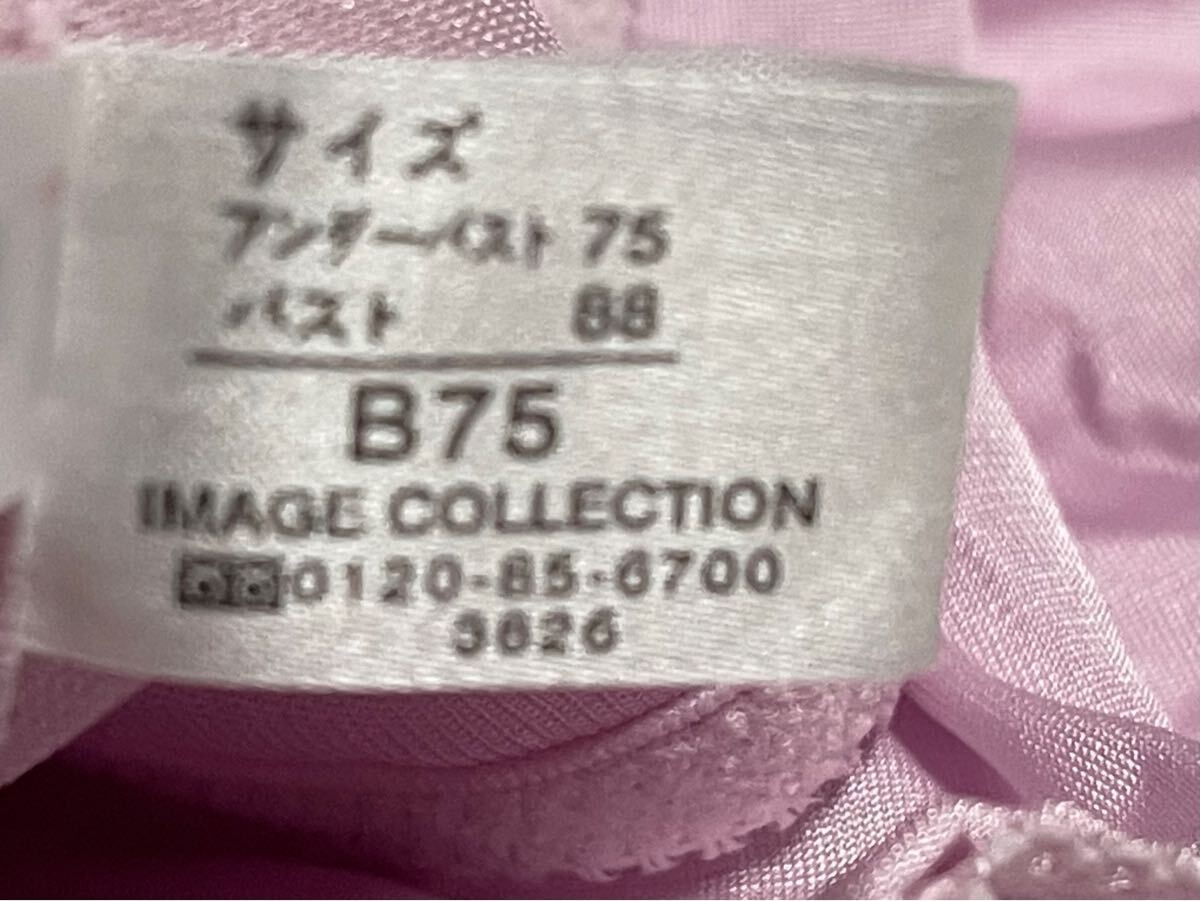 サイズ
アンダーバスト 75
バスト 88
B75
IMAGE COLLECTION
0120-85-6700
3626